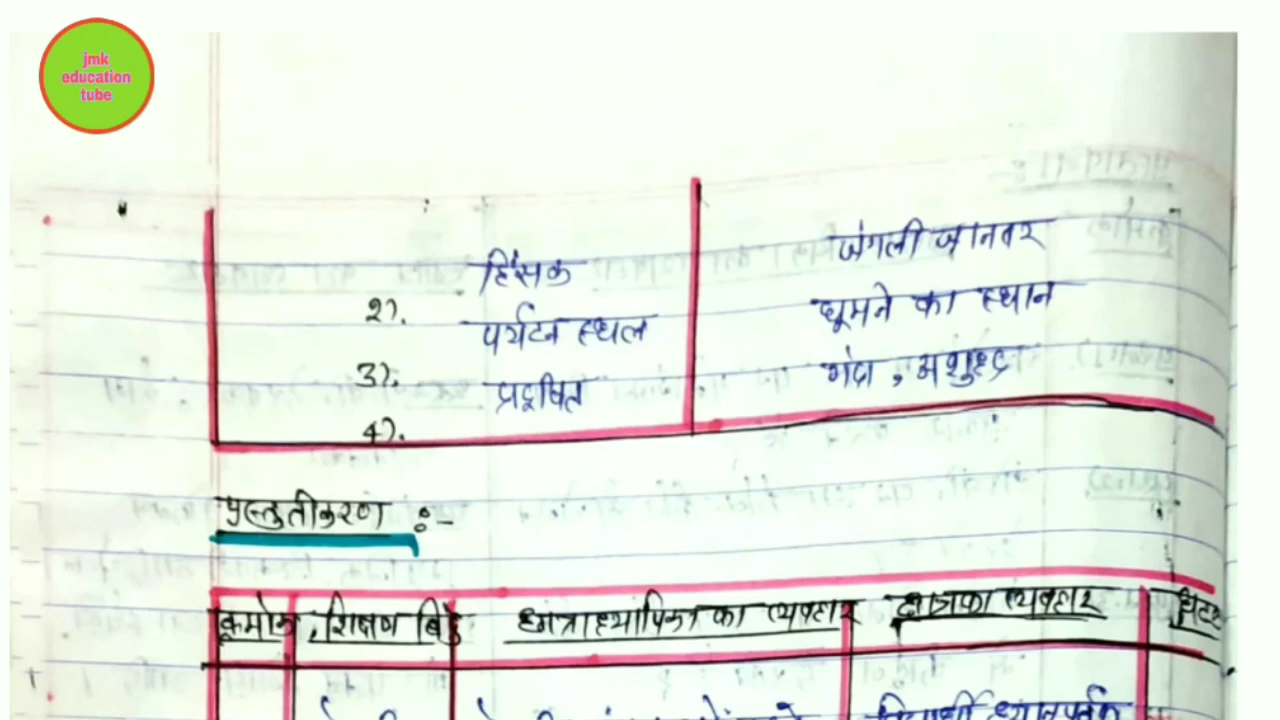 jmk
education
tube
हिंसक जंगली जानवर
2). पर्यटन स्थल घूमने का स्थान
3). प्रदूषित गंदा, अशुद्ध
4).
प्रस्तुतीकरण :-
क्रमांक शिक्षण बिंदु छात्राध्यापिका का व्यवहार छात्र का व्यवहार घटक